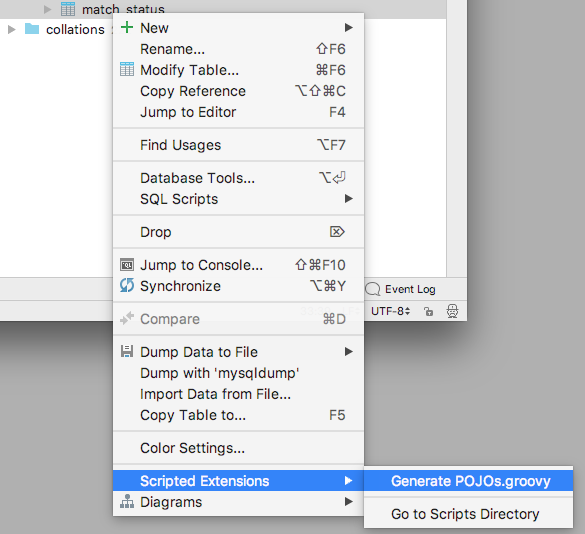 match_status
collations
New
Rename... ⇧F6
Modify Table... ⌘F6
Copy Reference ⌥⇧⌘C
Jump to Editor F4
Find Usages ⌥F7
Database Tools... ⌥⏎
SQL Scripts
Drop ⌦
Jump to Console... ⇧⌘F10
Synchronize ⌥⌘Y
Event Log
UTF-8
Compare ⌘D
Dump Data to File
Dump with 'mysqldump'
Import Data from File...
Copy Table to... F5
Color Settings...
Scripted Extensions
Generate POJOs.groovy
Diagrams
Go to Scripts Directory